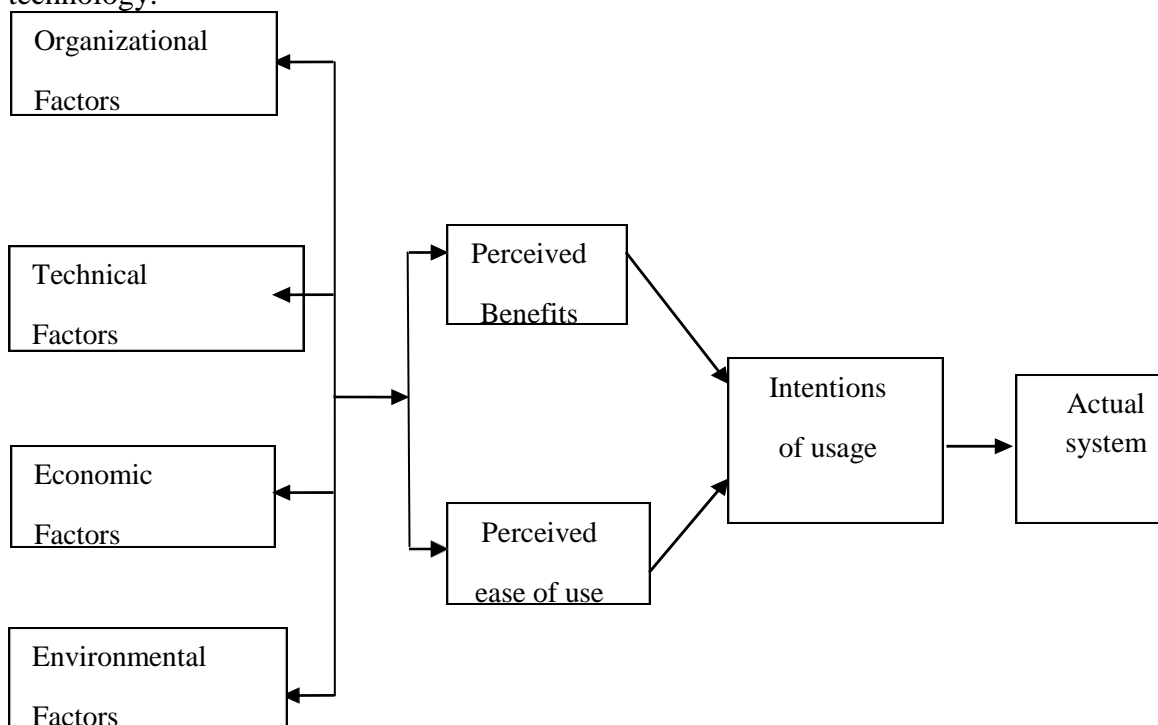 technology.
Organizational
Factors
Technical
Factors
Economic
Factors
Environmental
Factors
Perceived
Benefits
Perceived
ease of use
Intentions
of usage
Actual
system